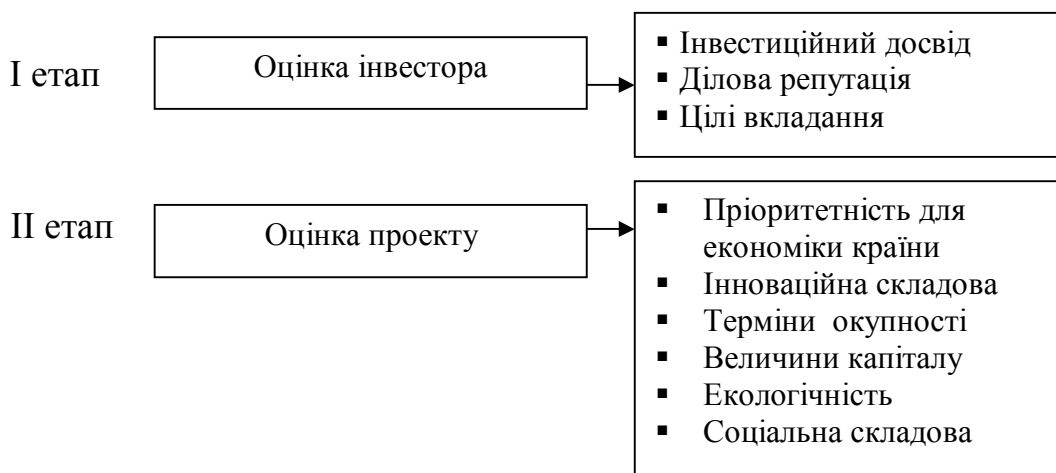 І етап
Оцінка інвестора
▪ Інвестиційний досвід
▪ Ділова репутація
▪ Цілі вкладання
ІІ етап
Оцінка проекту
▪ Пріоритетність для
економіки країни
▪ Інноваційна складова
▪ Терміни окупності
▪ Величини капіталу
▪ Екологічність
▪ Соціальна складова